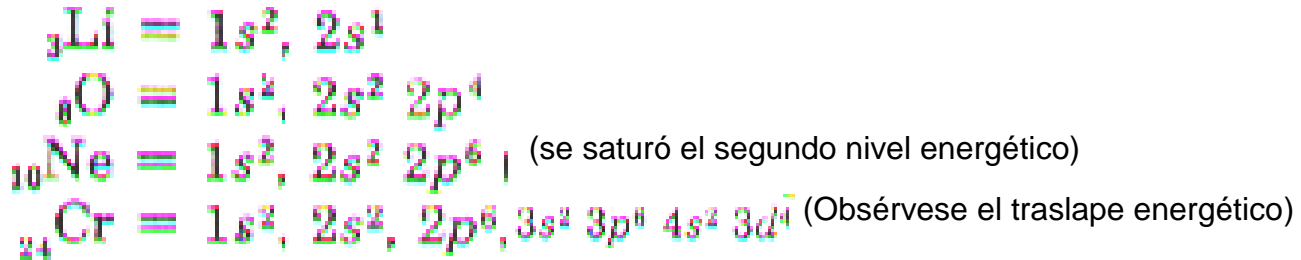 ₃Li = 1s², 2s¹
₈O = 1s², 2s² 2p⁴
₁₀Ne = 1s², 2s² 2p⁶, (se saturó el segundo nivel energético)
₂₄Cr = 1s², 2s², 2p⁶, 3s² 3p⁶ 4s² 3d⁴ (Obsérvese el traslape energético)